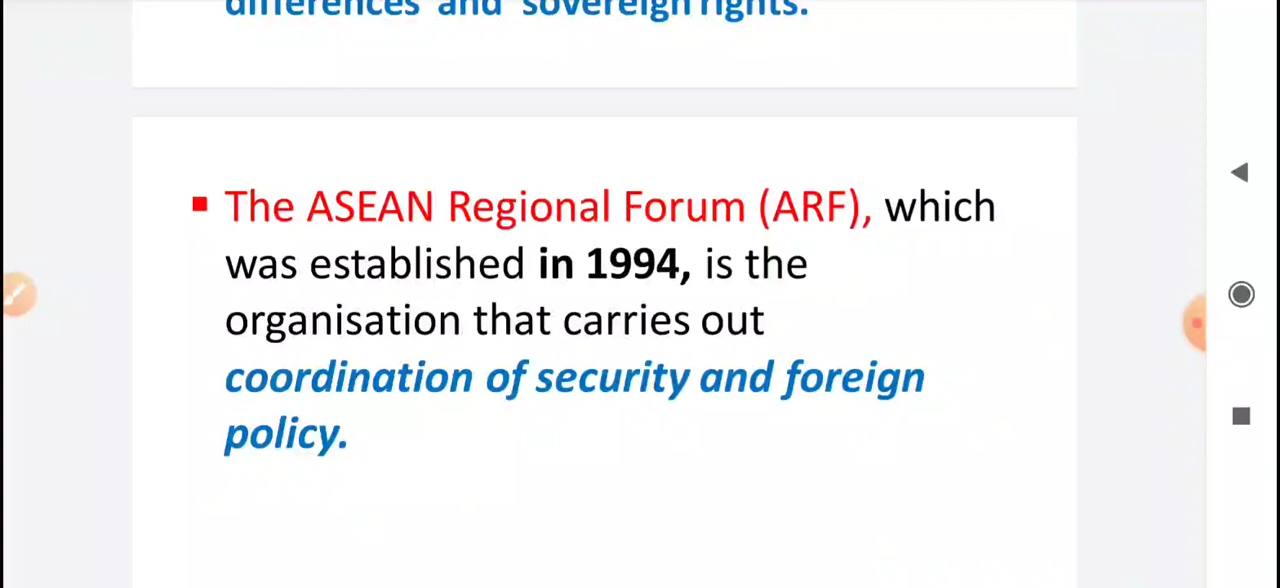 differences and sovereign rights.
▪ The ASEAN Regional Forum (ARF), which
was established in 1994, is the
organisation that carries out
coordination of security and foreign
policy.